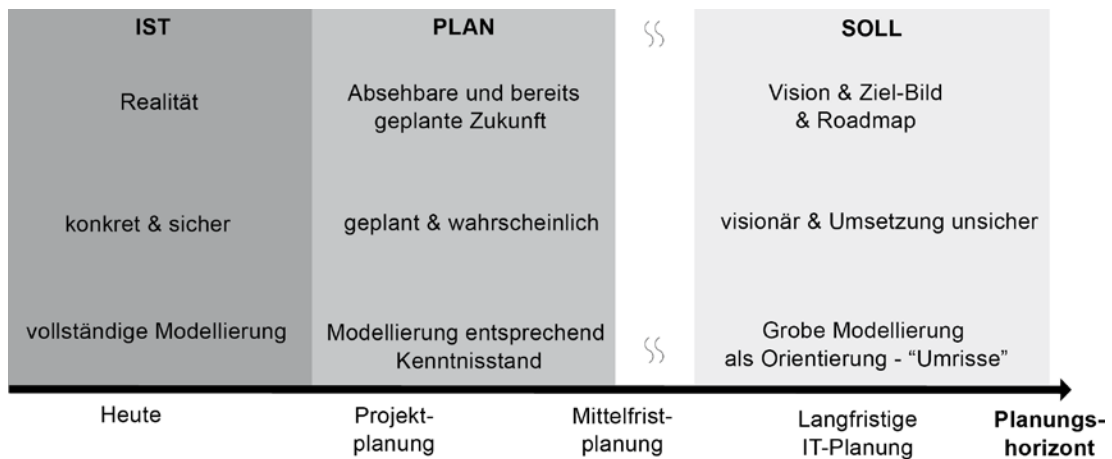 IST
PLAN
SOLL
Realität
Absehbare und bereits
geplante Zukunft
Vision & Ziel-Bild
& Roadmap
konkret & sicher
geplant & wahrscheinlich
visionär & Umsetzung unsicher
vollständige Modellierung
Modellierung entsprechend
Kenntnisstand
Grobe Modellierung
als Orientierung - “Umrisse”
Heute
Projekt-
planung
Mittelfrist-
planung
Langfristige
IT-Planung
Planungs-
horizont